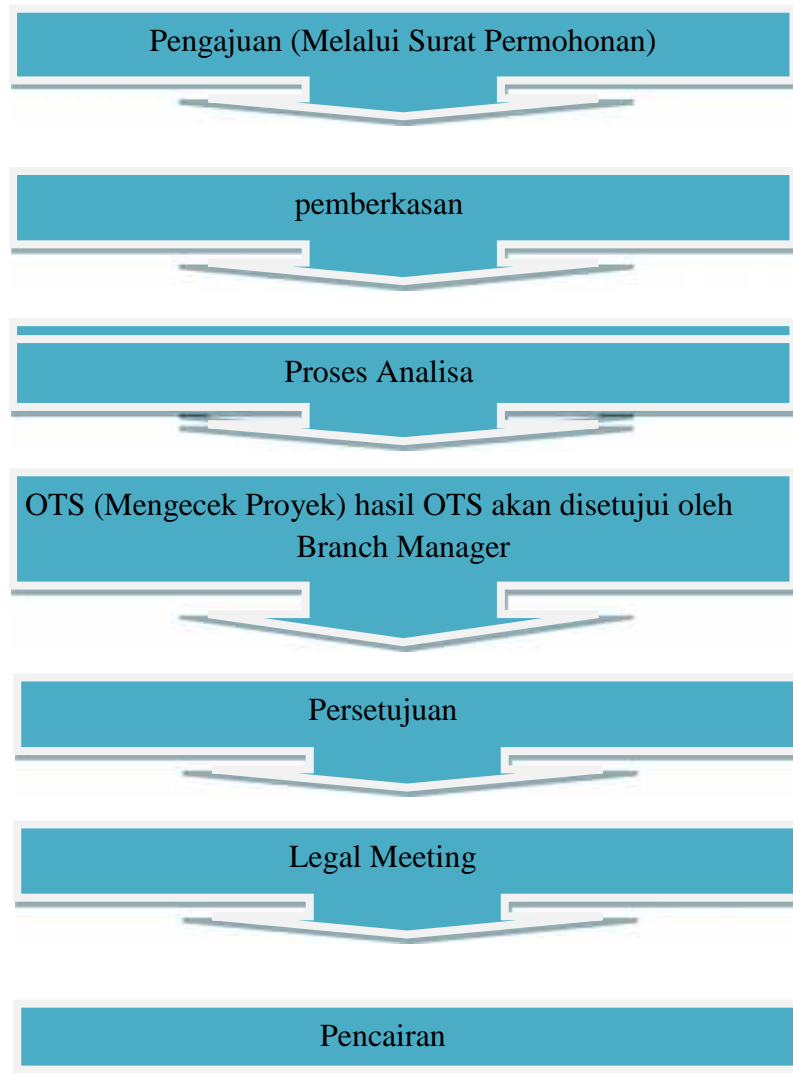 Pengajuan (Melalui Surat Permohonan)
pemberkasan
Proses Analisa
OTS (Mengecek Proyek) hasil OTS akan disetujui oleh
Branch Manager
Persetujuan
Legal Meeting
Pencairan